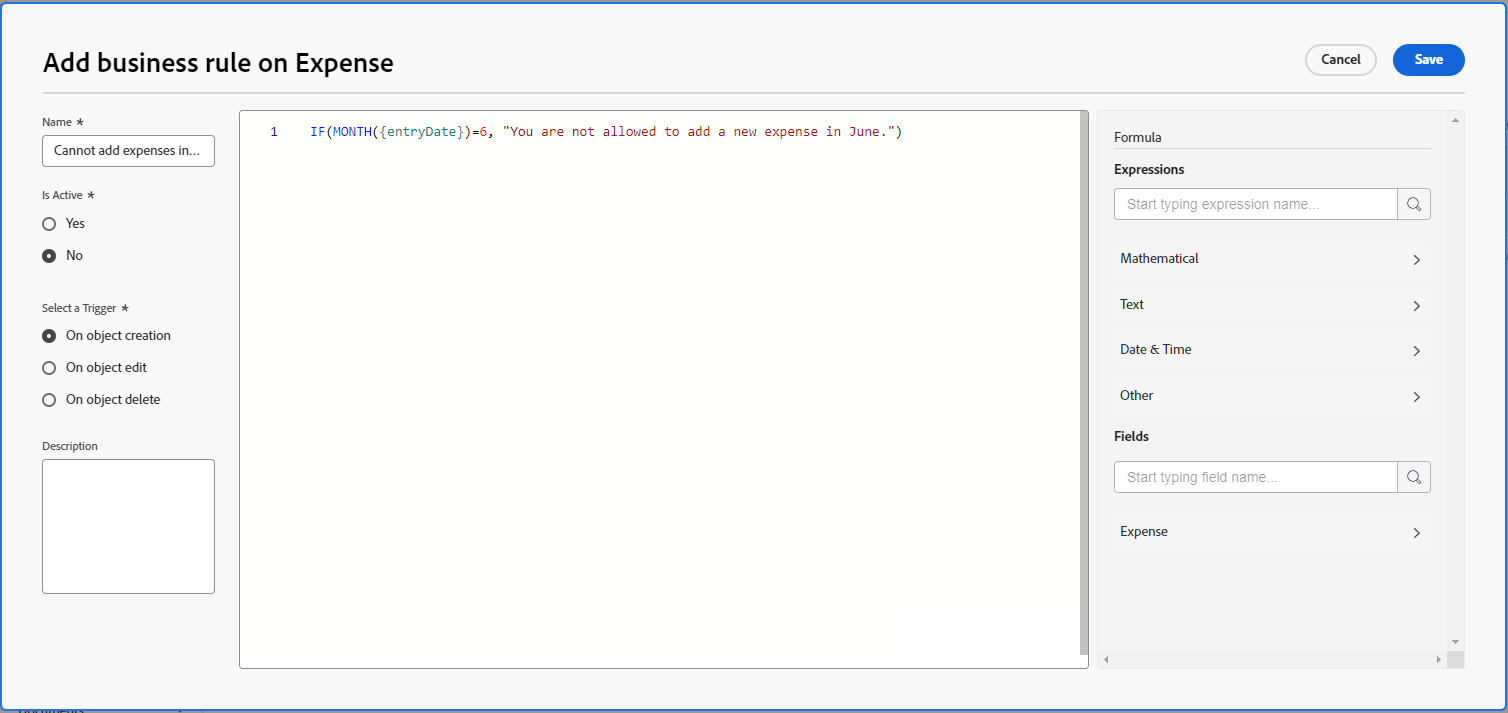 Add business rule on Expense
Cancel
Save
Name *
Cannot add expenses in...
Is Active *
Yes
No
Select a Trigger *
On object creation
On object edit
On object delete
Description
1 IF(MONTH({entryDate})=6, "You are not allowed to add a new expense in June.")
Formula
Expressions
Start typing expression name...
Mathematical
Text
Date & Time
Other
Fields
Start typing field name...
Expense